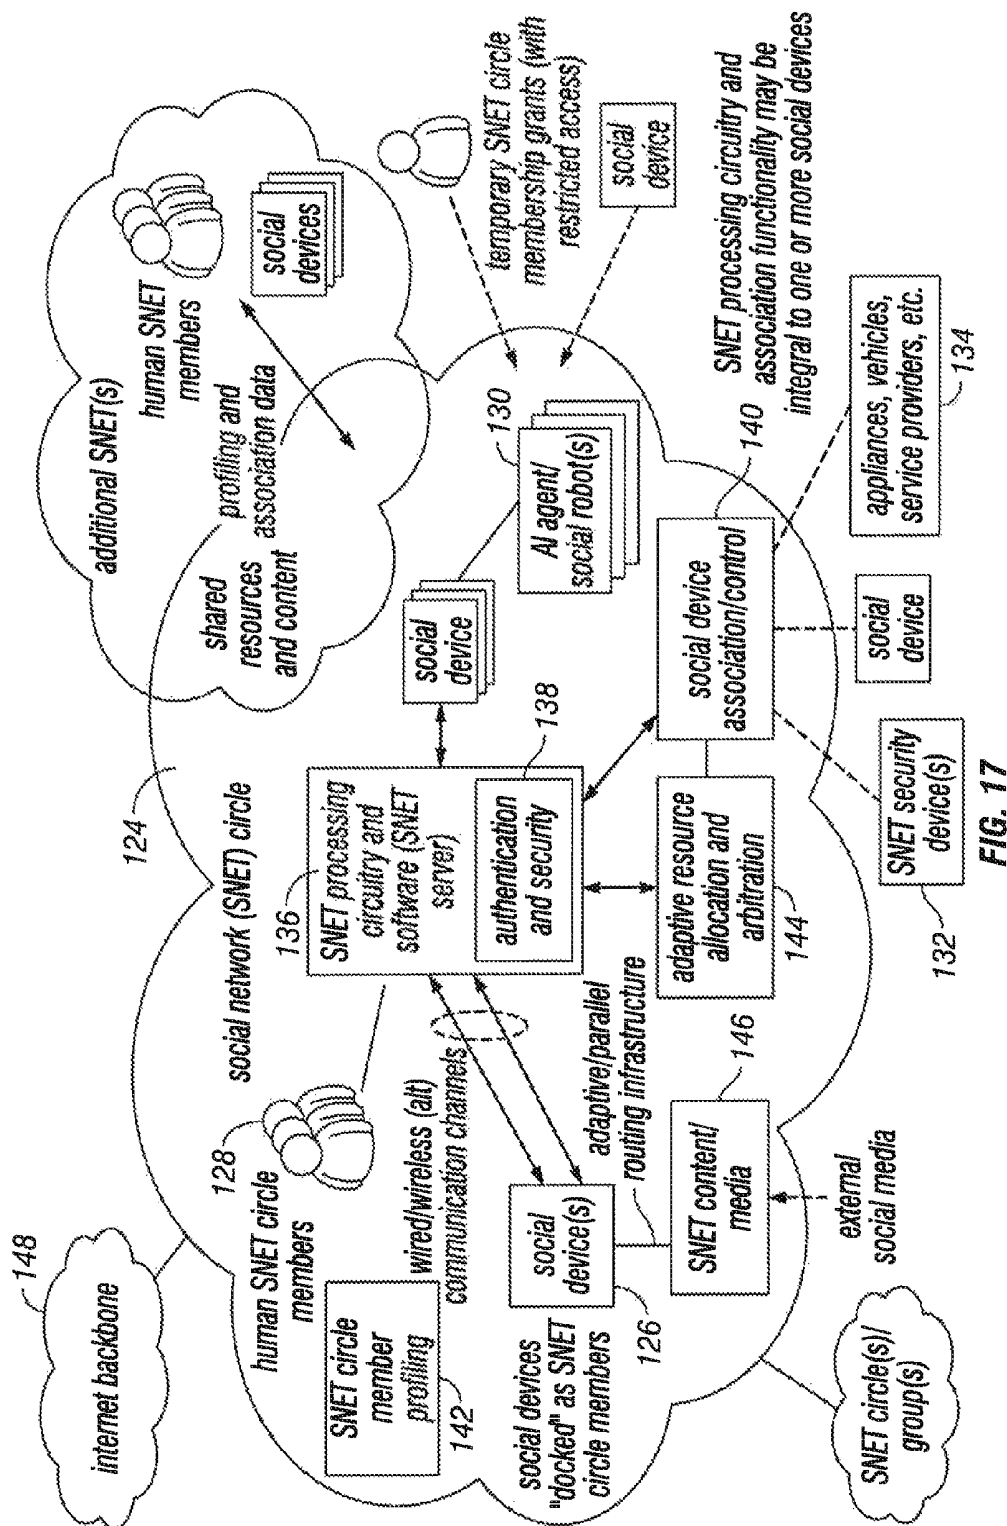 148
internet backbone
124
additional SNET(s)
human SNET
members
social
devices
profiling and
association data
shared
resources
and content
social network (SNET) circle
128
human SNET circle
members
136
SNET processing
circuitry and
software (SNET
server)
138
authentication
and security
social
device
130
AI agent/
social robot(s)
temporary SNET circle
membership grants (with
restricted access)
social
device
SNET circle
member
profiling
142
wired/wireless (alt)
communication channels
social devices
"docked" as SNET
circle members
social
device(s)
126
adaptive/parallel
routing infrastructure
SNET content/
media
146
external
social media
adaptive resource
allocation and
arbitration
144
social device
association/control
140
SNET processing circuitry and
association functionality may be
integral to one or more social devices
SNET circle(s)/
group(s)
SNET security
device(s)
132
social
device
appliances, vehicles,
service providers, etc.
134
FIG. 17